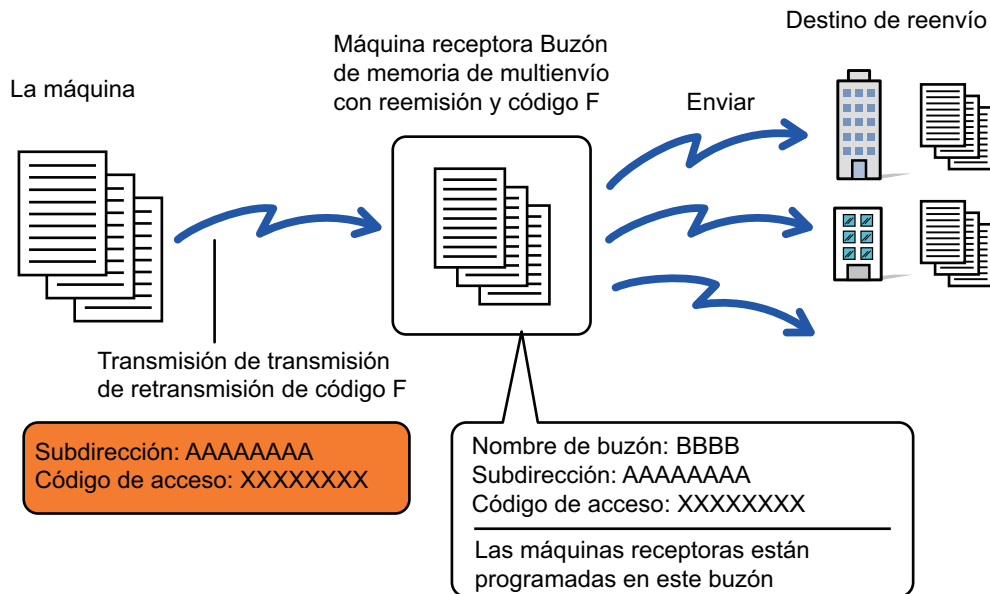 La máquina
Máquina receptora Buzón
de memoria de multienvío
con reemisión y código F
Enviar
Destino de reenvío
Transmisión de transmisión
de retransmisión de código F
Subdirección: AAAAAAAA
Código de acceso: XXXXXXXX
Nombre de buzón: BBBB
Subdirección: AAAAAAAA
Código de acceso: XXXXXXXX
Las máquinas receptoras están
programadas en este buzón